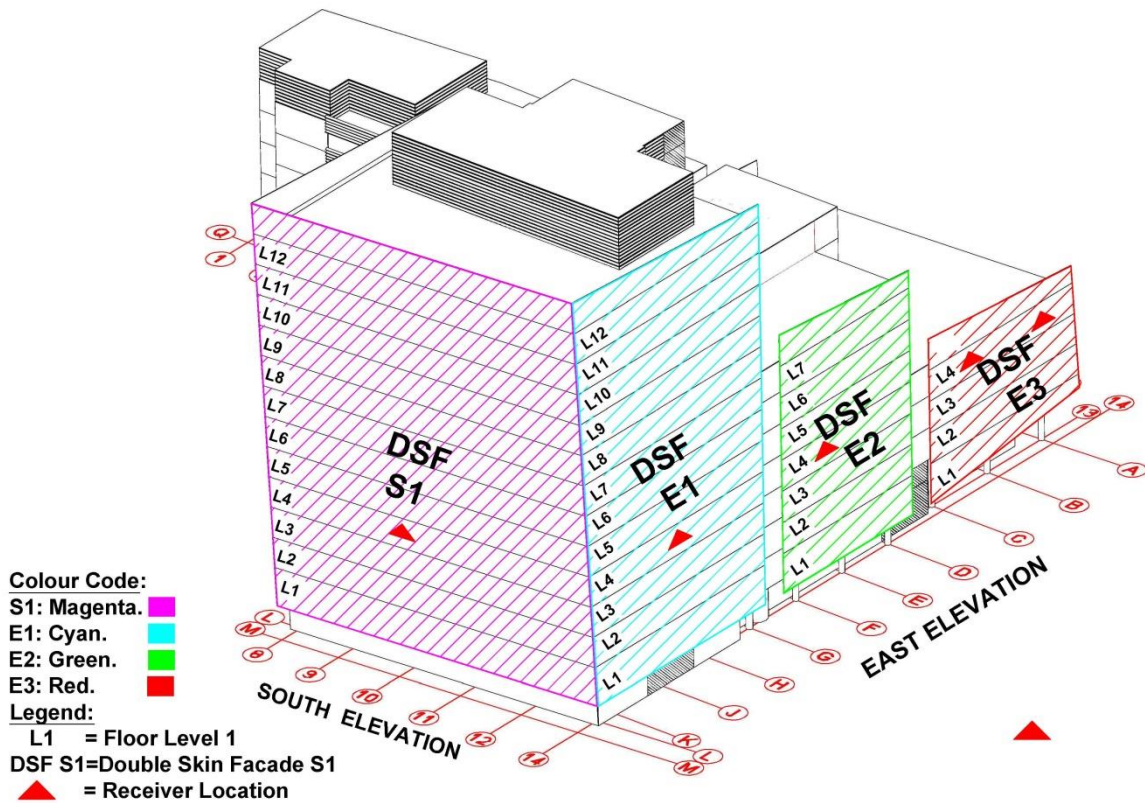 Q
1
L12
L11
L10
L9
L8
L7
L6
L5
L4
L3
L2
L1
DSF
S1
L12
L11
L10
L9
L8
L7
L6
L5
L4
L3
L2
L1
DSF
E1
L7
L6
L5
L4
L3
L2
L1
DSF
E2
L4
L3
L2
L1
DSF
E3
13
14
A
B
C
D
E
F
G
H
J
K
L
M
L
M
8
9
10
11
12
14
SOUTH ELEVATION
EAST ELEVATION
Colour Code:
S1: Magenta.
E1: Cyan.
E2: Green.
E3: Red.
Legend:
L1 = Floor Level 1
DSF S1=Double Skin Facade S1
= Receiver Location